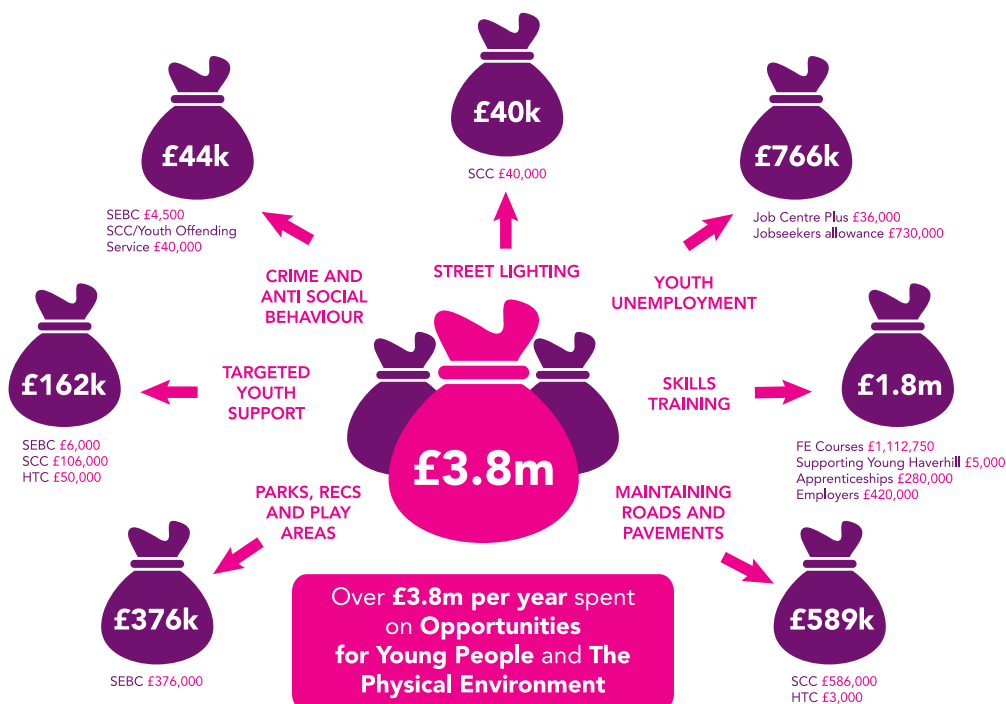 £40k
SCC £40,000
STREET LIGHTING
£44k
SEBC £4,500
SCC/Youth Offending
Service £40,000
CRIME AND
ANTI SOCIAL
BEHAVIOUR
£766k
Job Centre Plus £36,000
Jobseekers allowance £730,000
YOUTH
UNEMPLOYMENT
£162k
SEBC £6,000
SCC £106,000
HTC £50,000
TARGETED
YOUTH
SUPPORT
£3.8m
SKILLS
TRAINING
£1.8m
FE Courses £1,112,750
Supporting Young Haverhill £5,000
Apprenticeships £280,000
Employers £420,000
PARKS, RECS
AND PLAY
AREAS
£376k
SEBC £376,000
MAINTAINING
ROADS AND
PAVEMENTS
£589k
SCC £586,000
HTC £3,000
Over £3.8m per year spent
on Opportunities
for Young People and The
Physical Environment